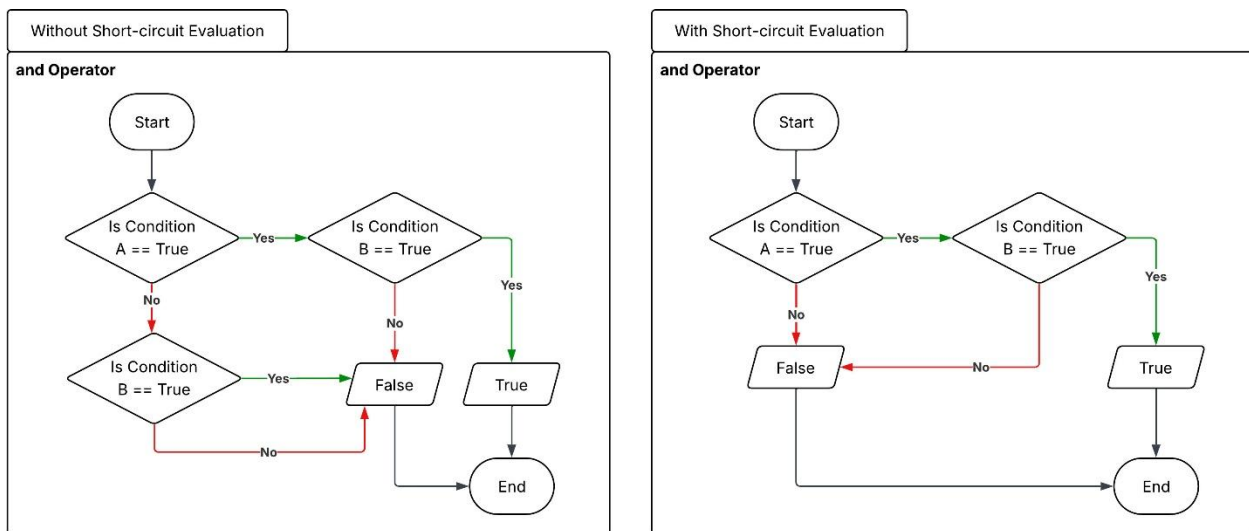 Without Short-circuit Evaluation
and Operator
Start
Is Condition
A == True
Yes
Is Condition
B == True
Yes
No
No
Is Condition
B == True
Yes
False
True
No
End
With Short-circuit Evaluation
and Operator
Start
Is Condition
A == True
Yes
Is Condition
B == True
Yes
No
False
No
True
End